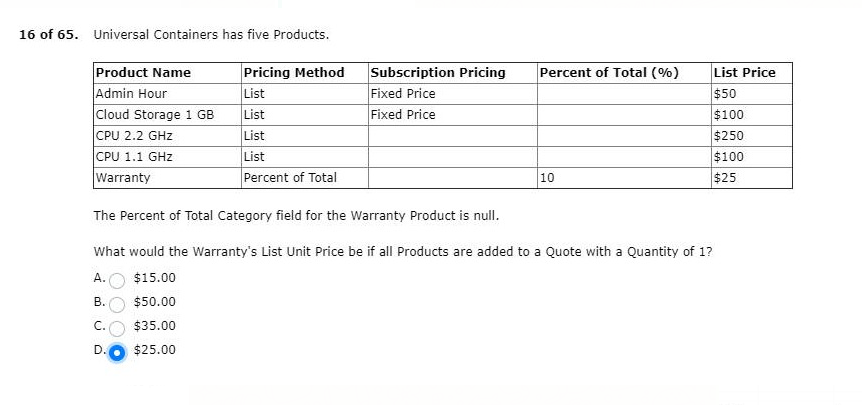 16 of 65. Universal Containers has five Products.
Product Name Pricing Method Subscription Pricing Percent of Total (%) List Price
Admin Hour List Fixed Price $50
Cloud Storage 1 GB List Fixed Price $100
CPU 2.2 GHz List $250
CPU 1.1 GHz List $100
Warranty Percent of Total 10 $25
The Percent of Total Category field for the Warranty Product is null.
What would the Warranty's List Unit Price be if all Products are added to a Quote with a Quantity of 1?
A. $15.00
B. $50.00
C. $35.00
D. $25.00